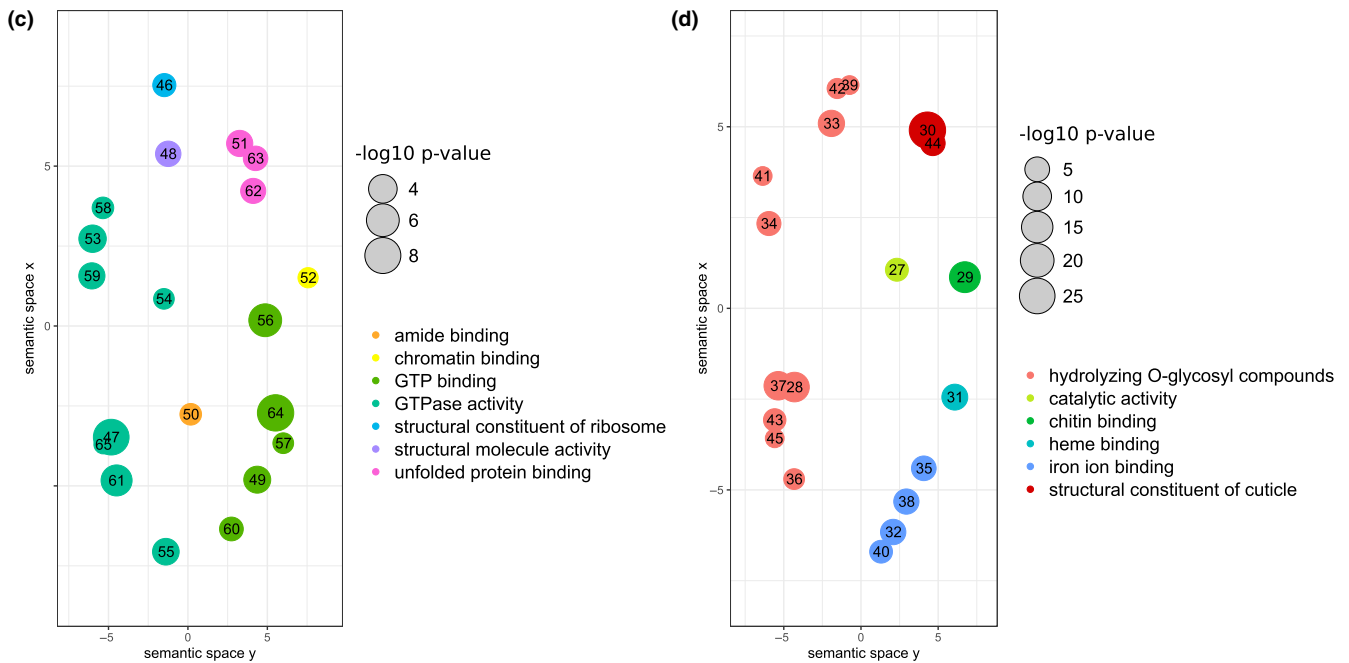 (c)
46
51
48
63
5
62
58
53
59
52
54
56
0
50
64
47
65
57
61
49
60
55
−5
0
5
semantic space y
semantic space x
-log10 p-value
4
6
8
amide binding
chromatin binding
GTP binding
GTPase activity
structural constituent of ribosome
structural molecule activity
unfolded protein binding
(d)
42
39
33
30
5
44
41
34
27
29
0
37
28
31
43
45
35
36
−5
38
32
40
−5
0
5
semantic space y
semantic space x
-log10 p-value
5
10
15
20
25
hydrolyzing O-glycosyl compounds
catalytic activity
chitin binding
heme binding
iron ion binding
structural constituent of cuticle